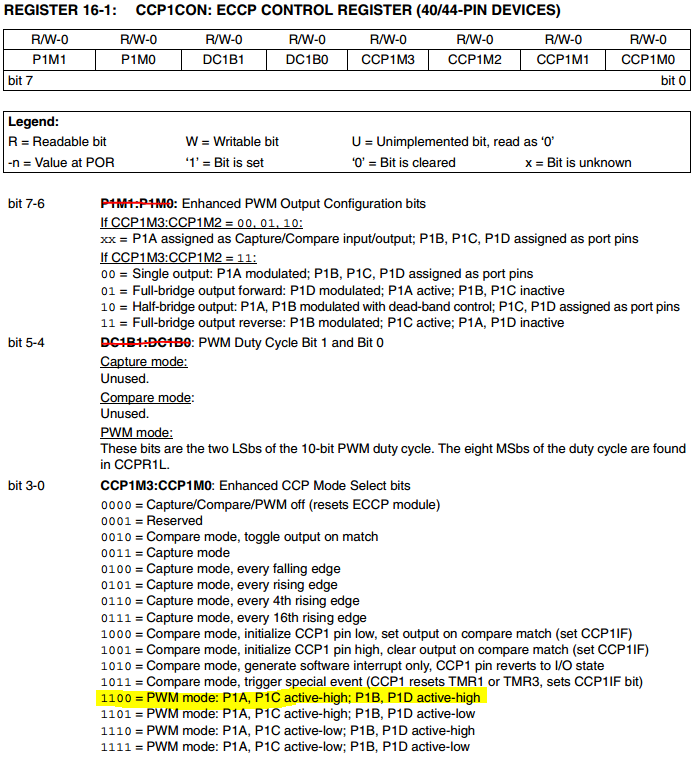 REGISTER 16-1: CCP1CON: ECCP CONTROL REGISTER (40/44-PIN DEVICES)
R/W-0 R/W-0 R/W-0 R/W-0 R/W-0 R/W-0 R/W-0 R/W-0
P1M1 P1M0 DC1B1 DC1B0 CCP1M3 CCP1M2 CCP1M1 CCP1M0
bit 7 bit 0
Legend:
R = Readable bit W = Writable bit U = Unimplemented bit, read as ‘0’
-n = Value at POR ‘1’ = Bit is set ‘0’ = Bit is cleared x = Bit is unknown
bit 7-6 P1M1:P1M0: Enhanced PWM Output Configuration bits
If CCP1M3:CCP1M2 = 00, 01, 10:
xx = P1A assigned as Capture/Compare input/output; P1B, P1C, P1D assigned as port pins
If CCP1M3:CCP1M2 = 11:
00 = Single output: P1A modulated; P1B, P1C, P1D assigned as port pins
01 = Full-bridge output forward: P1D modulated; P1A active; P1B, P1C inactive
10 = Half-bridge output: P1A, P1B modulated with dead-band control; P1C, P1D assigned as port pins
11 = Full-bridge output reverse: P1B modulated; P1C active; P1A, P1D inactive
bit 5-4 DC1B1:DC1B0: PWM Duty Cycle Bit 1 and Bit 0
Capture mode:
Unused.
Compare mode:
Unused.
PWM mode:
These bits are the two LSbs of the 10-bit PWM duty cycle. The eight MSbs of the duty cycle are found
in CCPR1L.
bit 3-0 CCP1M3:CCP1M0: Enhanced CCP Mode Select bits
0000 = Capture/Compare/PWM off (resets ECCP module)
0001 = Reserved
0010 = Compare mode, toggle output on match
0011 = Capture mode
0100 = Capture mode, every falling edge
0101 = Capture mode, every rising edge
0110 = Capture mode, every 4th rising edge
0111 = Capture mode, every 16th rising edge
1000 = Compare mode, initialize CCP1 pin low, set output on compare match (set CCP1IF)
1001 = Compare mode, initialize CCP1 pin high, clear output on compare match (set CCP1IF)
1010 = Compare mode, generate software interrupt only, CCP1 pin reverts to I/O state
1011 = Compare mode, trigger special event (CCP1 resets TMR1 or TMR3, sets CCP1IF bit)
1100 = PWM mode: P1A, P1C active-high; P1B, P1D active-high
1101 = PWM mode: P1A, P1C active-high; P1B, P1D active-low
1110 = PWM mode: P1A, P1C active-low; P1B, P1D active-high
1111 = PWM mode: P1A, P1C active-low; P1B, P1D active-low